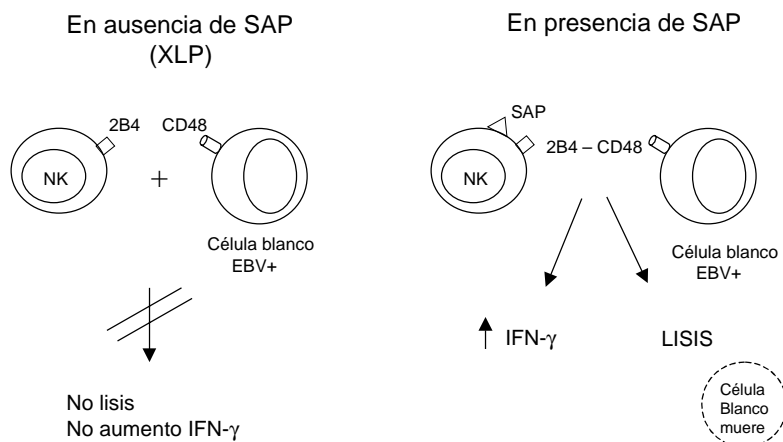 En ausencia de SAP
(XLP)
2B4
CD48
NK
+
Célula blanco
EBV+
No lisis
No aumento IFN-γ
En presencia de SAP
SAP
2B4 – CD48
NK
Célula blanco
EBV+
IFN-γ
LISIS
Célula
Blanco
muere